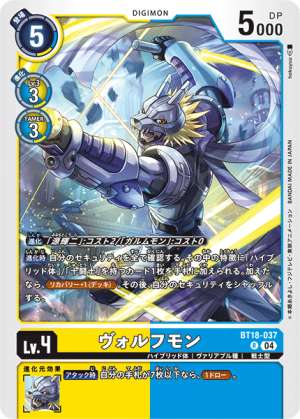 登場
5
DIGIMON
5000
DP
進化
Lv.3
3
TAMER
3
進化 「源輝二」:コスト2/「ガルムモン」:コスト0
進化時 自分のセキュリティを全て確認する。その中の特徴に「ハイブリッド体」/「十闘士」を持つカード1枚を手札に加えられる。加えたなら、リカバリー+1《デッキ》。その後、自分のセキュリティをシャッフルする。
Lv.4
ヴォルフモン
BT18-037
R 04
ハイブリッド体 | ヴァリアブル種 | 戦士型
進化元効果
アタック時 自分の手札が7枚以下なら、1ドロー。